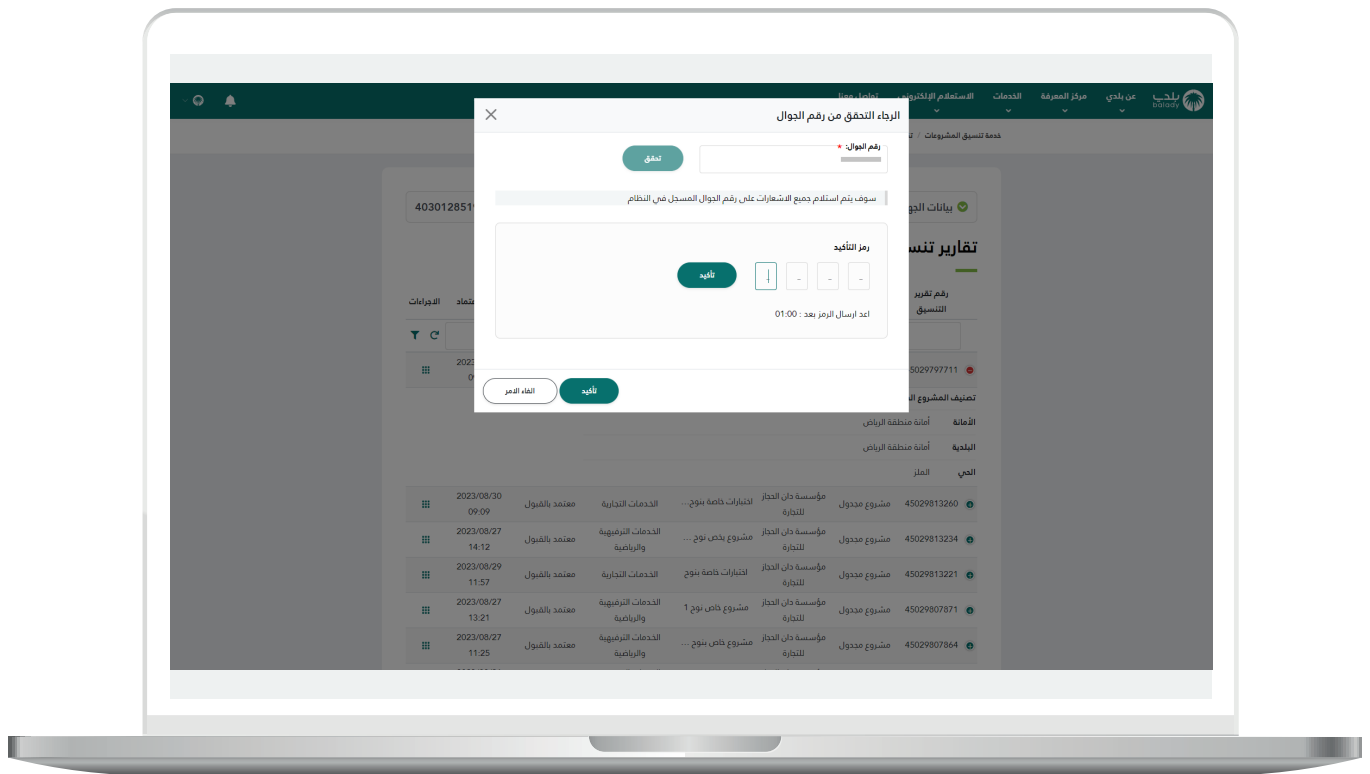 بلدي
balady
عن بلدي
مركز المعرفة
الخدمات
الاستعلام الإلكتروني
تواصل معنا
خدمة تنسيق المشروعات /
الرجاء التحقق من رقم الجوال
رقم الجوال: *
تحقق
سوف يتم استلام جميع الاشعارات على رقم الجوال المسجل في النظام
رمز التأكيد
تأكيد
اعد ارسال الرمز بعد : 01:00
تأكيد
الغاء الامر
بيانات الجو
40301285
تقارير تنس
رقم تقرير التنسيق
الاجراءات
5029797711
تصنيف المشروع
الأمانة أمانة منطقة الرياض
البلدية أمانة منطقة الرياض
الحي الملز
45029813260 مشروع مجدول مؤسسة دان الحجاز للتجارة اختبارات خاصة بنوح... الخدمات التجارية معتمد بالقبول 2023/08/30 09:09
45029813234 مشروع مجدول مؤسسة دان الحجاز للتجارة مشروع يخص نوح ... الخدمات الترفيهية والرياضية معتمد بالقبول 2023/08/27 14:12
45029813221 مشروع مجدول مؤسسة دان الحجاز للتجارة اختبارات خاصة بنوح الخدمات التجارية معتمد بالقبول 2023/08/29 11:57
45029807871 مشروع مجدول مؤسسة دان الحجاز للتجارة مشروع خاص نوح 1 الخدمات الترفيهية والرياضية معتمد بالقبول 2023/08/27 13:21
45029807864 مشروع مجدول مؤسسة دان الحجاز للتجارة مشروع خاص بنوح ... الخدمات الترفيهية والرياضية معتمد بالقبول 2023/08/27 11:25